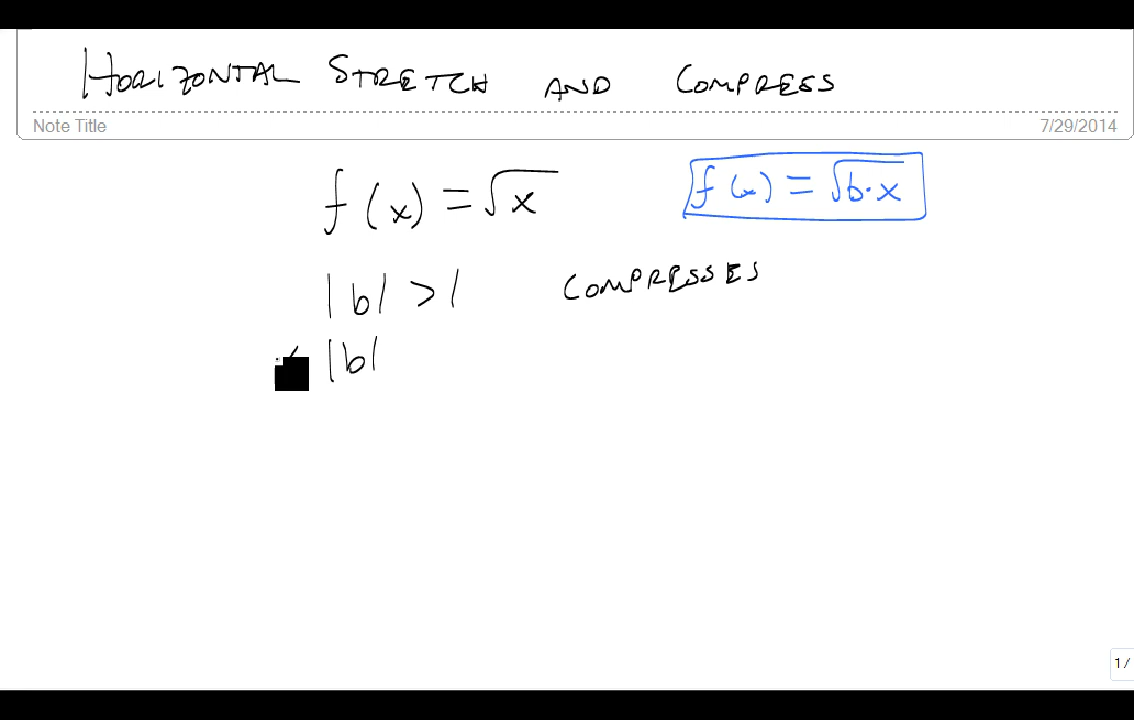 HORIZONTAL STRETCH AND COMPRESS
Note Title
7/29/2014
f(x) = √x
f(x) = √b·x
|b| > 1 COMPRESSES
|b|
1/